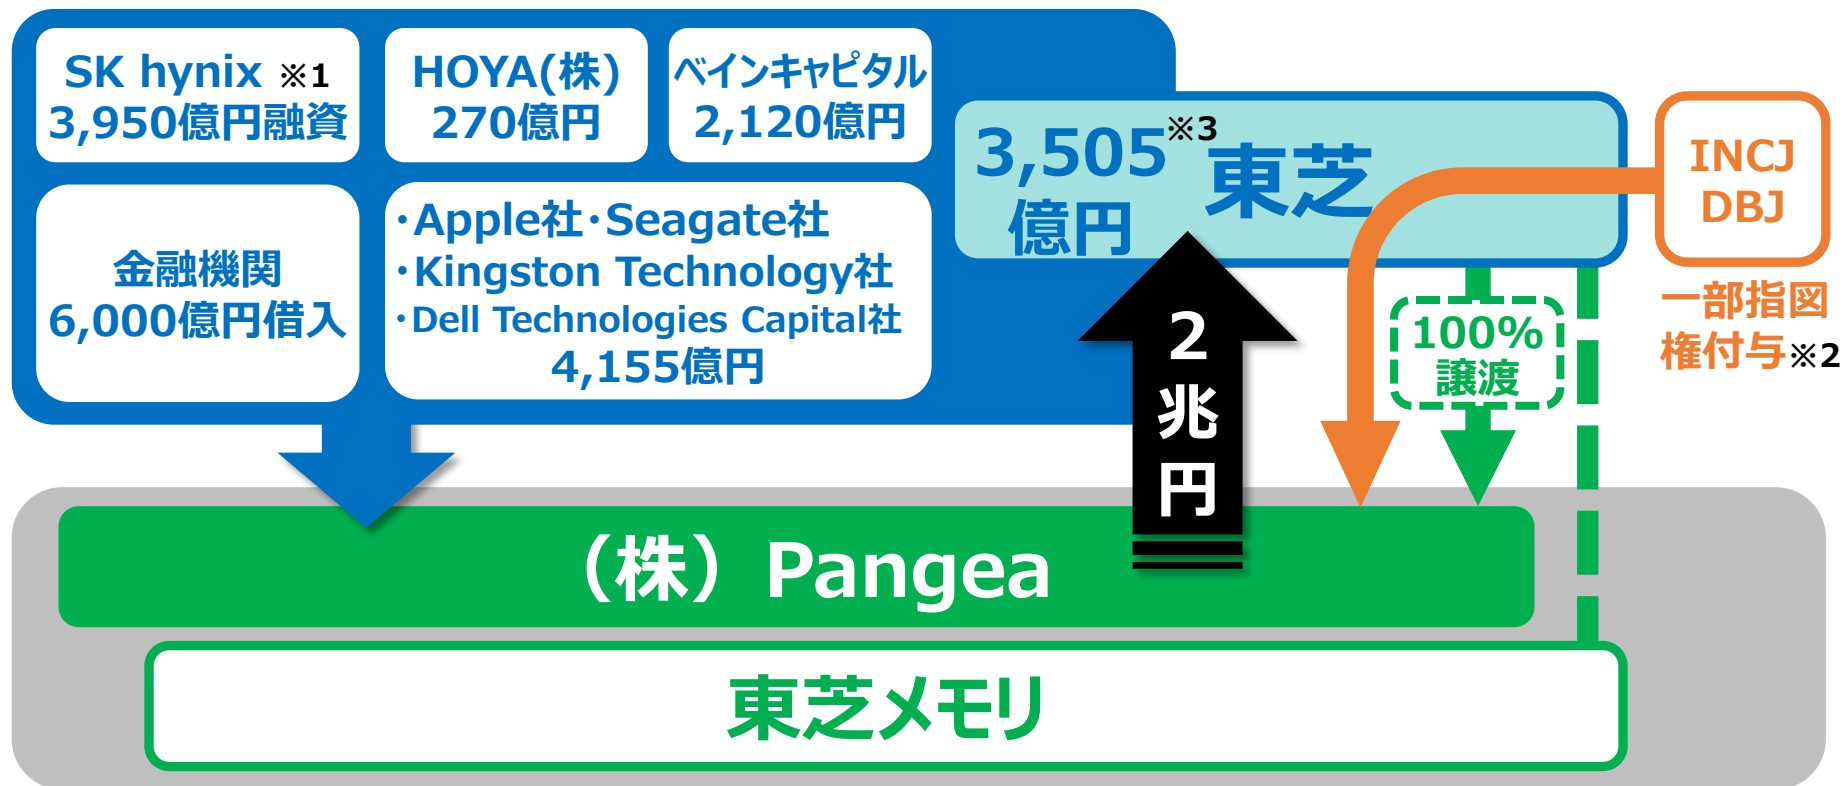 SK hynix ※1
3,950億円融資
HOYA(株)
270億円
ベインキャピタル
2,120億円
金融機関
6,000億円借入
・Apple社・Seagate社
・Kingston Technology社
・Dell Technologies Capital社
4,155億円
3,505※3
億円
東芝
INCJ
DBJ
一部指図
権付与※2
100%
譲渡
2兆円
（株）Pangea
東芝メモリ